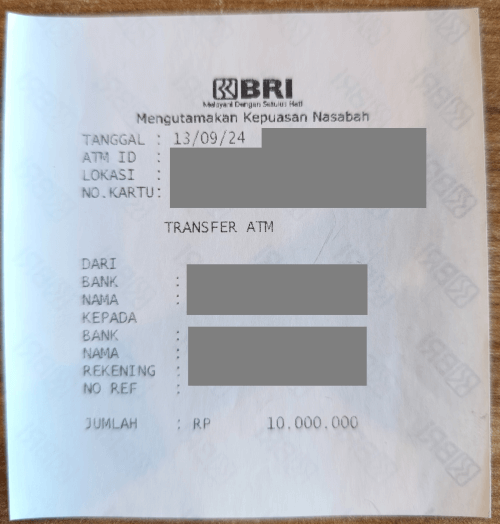 BRI
Melayani Dengan Setulus Hati
Mengutamakan Kepuasan Nasabah
TANGGAL : 13/09/24
ATM ID :
LOKASI :
NO.KARTU:
TRANSFER ATM
DARI
BANK :
NAMA :
KEPADA
BANK :
NAMA :
REKENING :
NO REF :
JUMLAH : RP 10.000.000